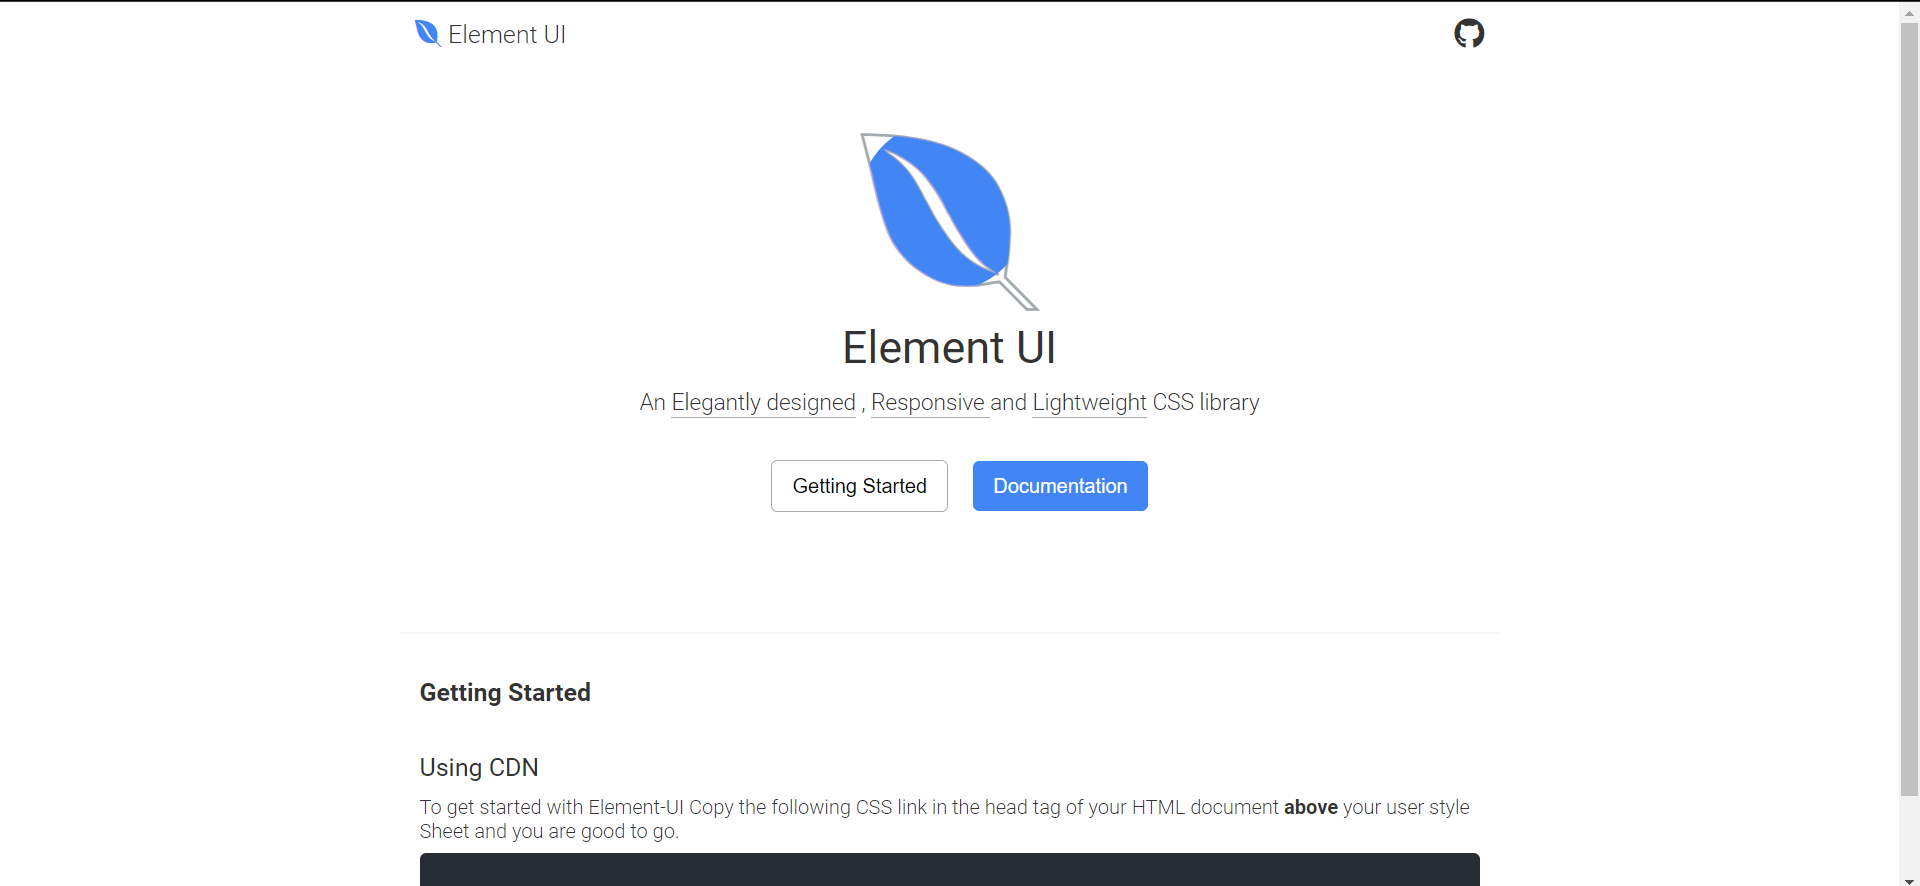 Element UI
Element UI
An Elegantly designed , Responsive and Lightweight CSS library
Getting Started
Documentation
Getting Started
Using CDN
To get started with Element-UI Copy the following CSS link in the head tag of your HTML document above your user style
Sheet and you are good to go.